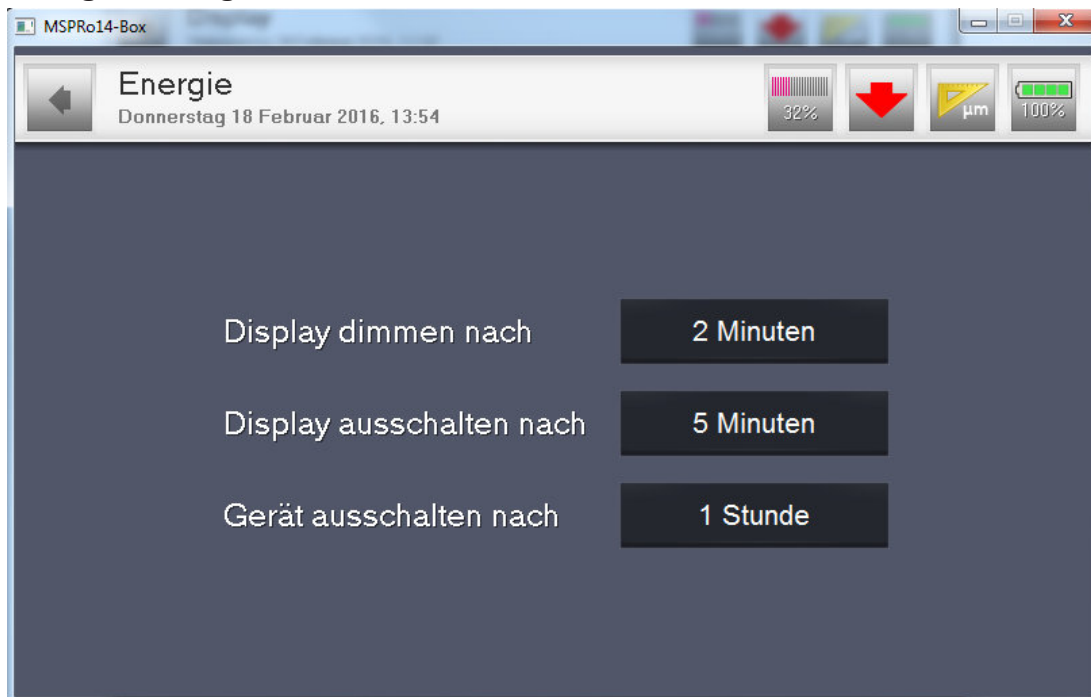 MSPRo14-Box
Energie
Donnerstag 18 Februar 2016, 13:54
32%
µm
100%
Display dimmen nach
2 Minuten
Display ausschalten nach
5 Minuten
Gerät ausschalten nach
1 Stunde